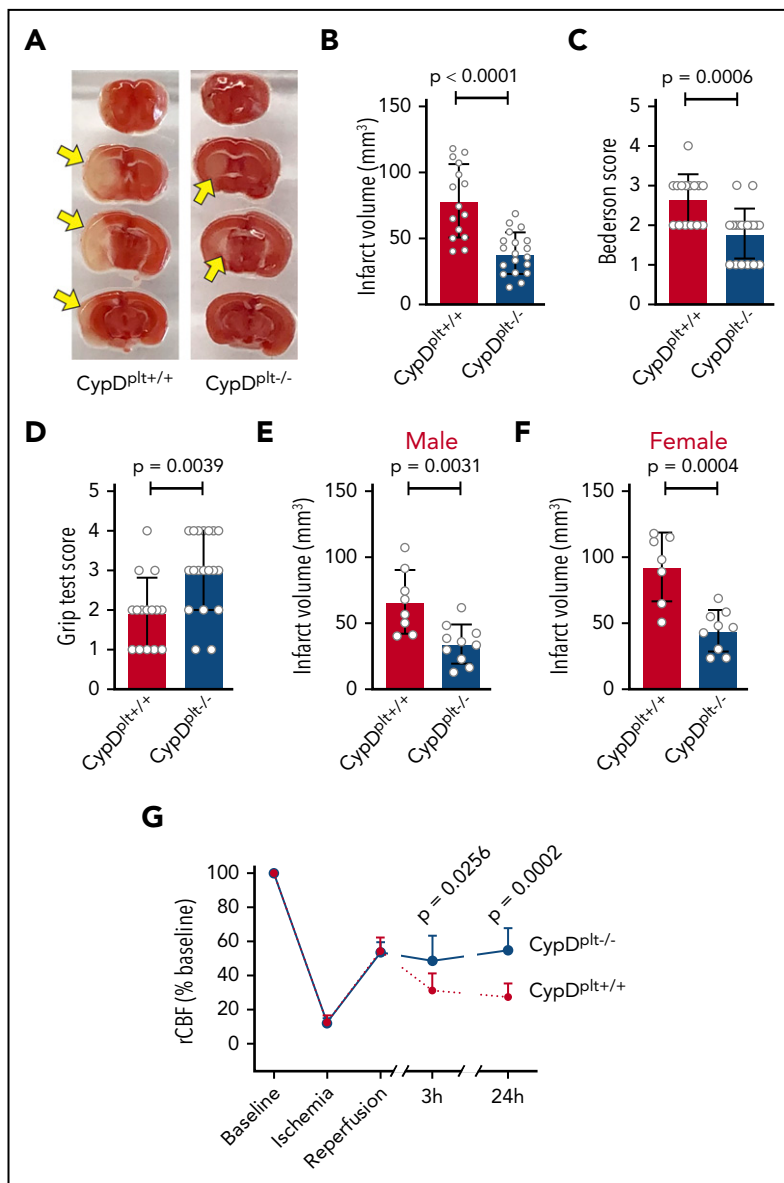 A
CypDplt+/+
CypDplt-/-
B
p < 0.0001
150
100
50
0
Infarct volume (mm³)
CypDplt+/+
CypDplt-/-
C
p = 0.0006
5
4
3
2
1
0
Bederson score
CypDplt+/+
CypDplt-/-
D
p = 0.0039
5
4
3
2
1
0
Grip test score
CypDplt+/+
CypDplt-/-
E
Male
p = 0.0031
150
100
50
0
Infarct volume (mm³)
CypDplt+/+
CypDplt-/-
F
Female
p = 0.0004
150
100
50
0
Infarct volume (mm³)
CypDplt+/+
CypDplt-/-
G
100
80
60
40
20
0
rCBF (% baseline)
p = 0.0256
p = 0.0002
CypDplt-/-
CypDplt+/+
Baseline
Ischemia
Reperfusion
3h
24h